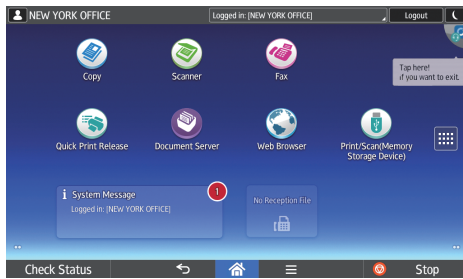 NEW YORK OFFICE
Logged in: [NEW YORK OFFICE]
Logout
Tap here!
if you want to exit.
Copy
Scanner
Fax
Quick Print Release
Document Server
Web Browser
Print/Scan(Memory
Storage Device)
System Message
1
Logged in: [NEW YORK OFFICE]
No Reception File
Check Status
Stop